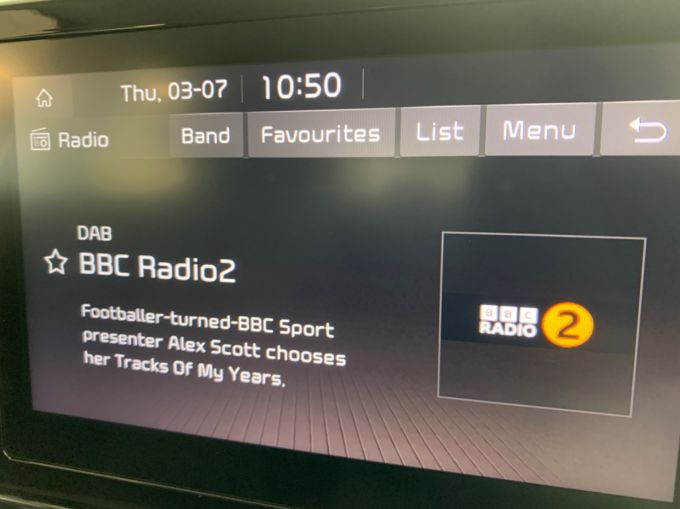 Thu, 03-07 10:50
Radio Band Favourites List Menu
DAB
BBC Radio2
Footballer-turned-BBC Sport
presenter Alex Scott chooses
her Tracks Of My Years.
BBC
RADIO 2